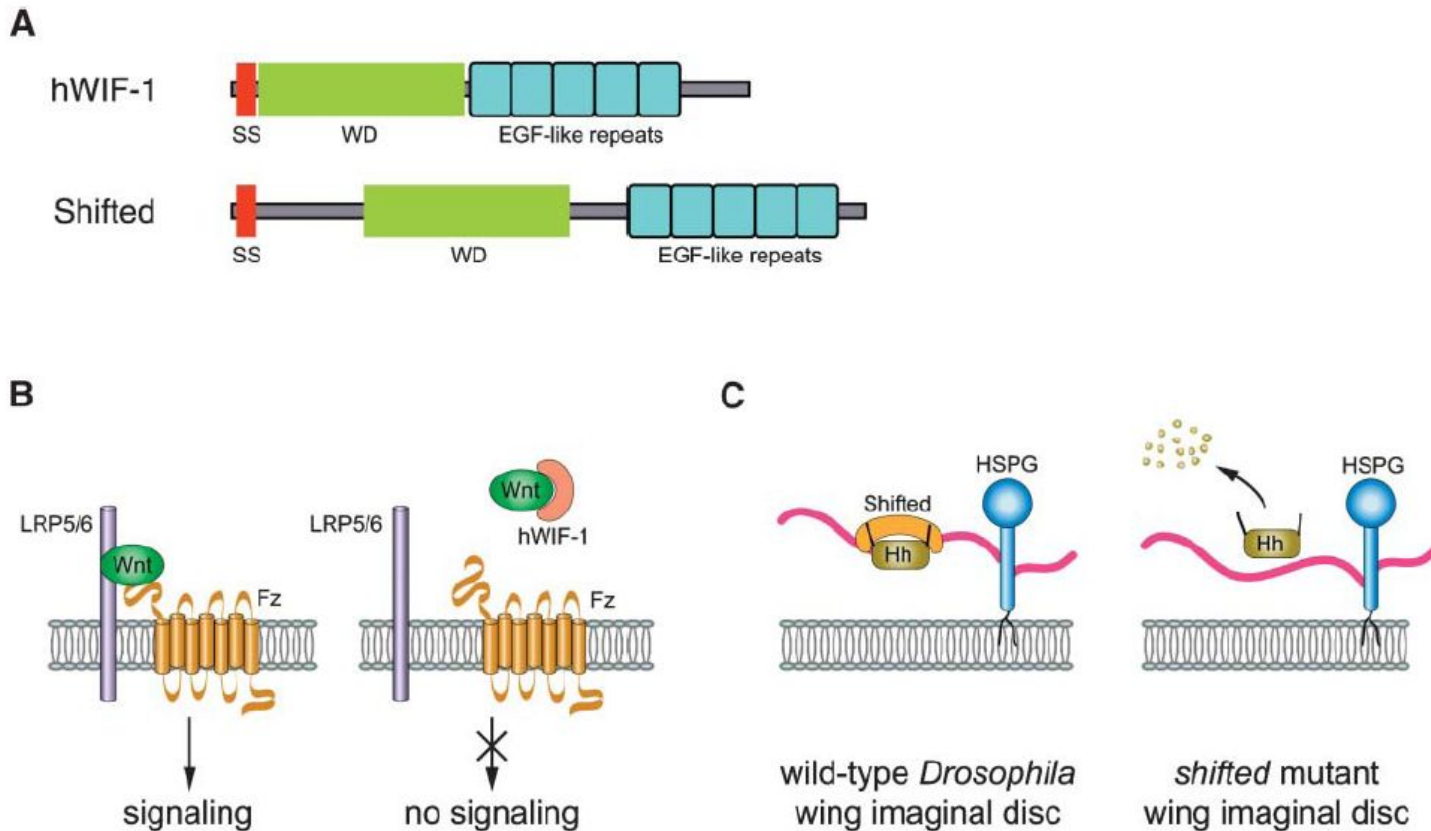 A
hWIF-1
SS WD EGF-like repeats
Shifted
SS WD EGF-like repeats
B
LRP5/6
Wnt
Fz
signaling
LRP5/6
Wnt
hWIF-1
Fz
no signaling
C
HSPG
Shifted
Hh
wild-type Drosophila
wing imaginal disc
HSPG
Hh
shifted mutant
wing imaginal disc